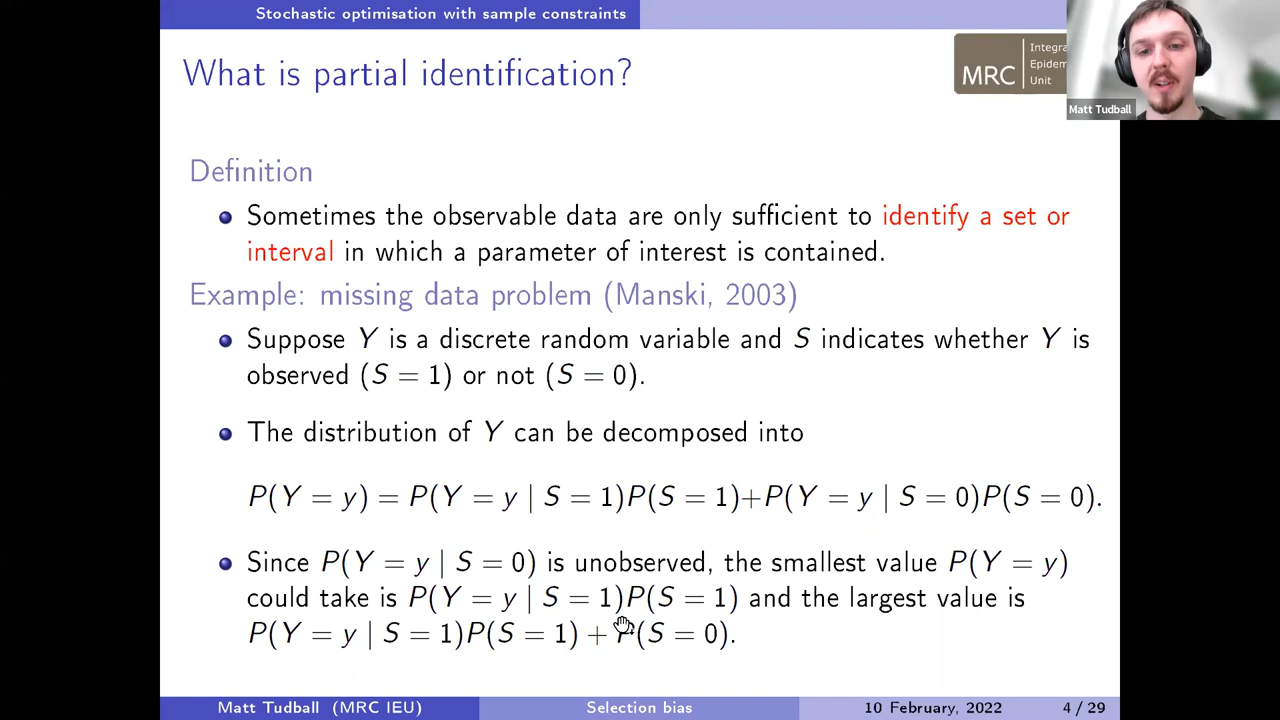 Stochastic optimisation with sample constraints
What is partial identification?
MRC
Integra
Epidem
Unit
Matt Tudball
Definition
Sometimes the observable data are only sufficient to identify a set or
interval in which a parameter of interest is contained.
Example: missing data problem (Manski, 2003)
Suppose Y is a discrete random variable and S indicates whether Y is
observed (S = 1) or not (S = 0).
The distribution of Y can be decomposed into
P(Y = y) = P(Y = y | S = 1)P(S = 1)+P(Y = y | S = 0)P(S = 0).
Since P(Y = y | S = 0) is unobserved, the smallest value P(Y = y)
could take is P(Y = y | S = 1)P(S = 1) and the largest value is
P(Y = y | S = 1)P(S = 1) + P(S = 0).
Matt Tudball (MRC IEU)
Selection bias
10 February, 2022
4 / 29